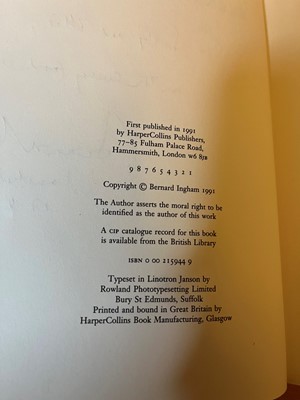 First published in 1991
by HarperCollins Publishers,
77–85 Fulham Palace Road,
Hammersmith, London W6 8JB
9 8 7 6 5 4 3 2 1
Copyright © Bernard Ingham 1991
The Author asserts the moral right to be
identified as the author of this work
A CIP catalogue record for this book
is available from the British Library
ISBN 0 00 215944 9
Typeset in Linotron Janson by
Rowland Phototypesetting Limited
Bury St Edmunds, Suffolk
Printed and bound in Great Britain by
HarperCollins Book Manufacturing, Glasgow